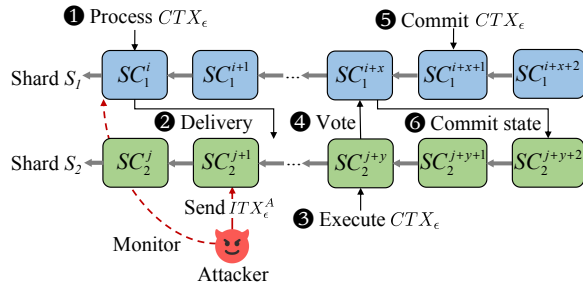 ❶ Process CTX_ϵ
❺ Commit CTX_ϵ
Shard S_1
SC_1^i
SC_1^{i+1}
...
SC_1^{i+x}
SC_1^{i+x+1}
SC_1^{i+x+2}
❷ Delivery
❹ Vote
❻ Commit state
Shard S_2
SC_2^j
SC_2^{j+1}
...
SC_2^{j+y}
SC_2^{j+y+1}
SC_2^{j+y+2}
Send ITX_ϵ^A
❸ Execute CTX_ϵ
Monitor
Attacker